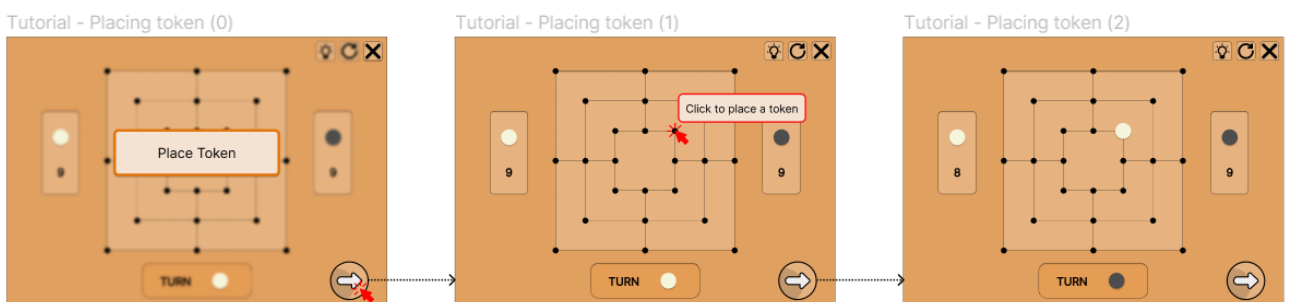 Tutorial - Placing token (0)
Place Token
9
9
TURN
Tutorial - Placing token (1)
Click to place a token
9
9
TURN
Tutorial - Placing token (2)
8
9
TURN